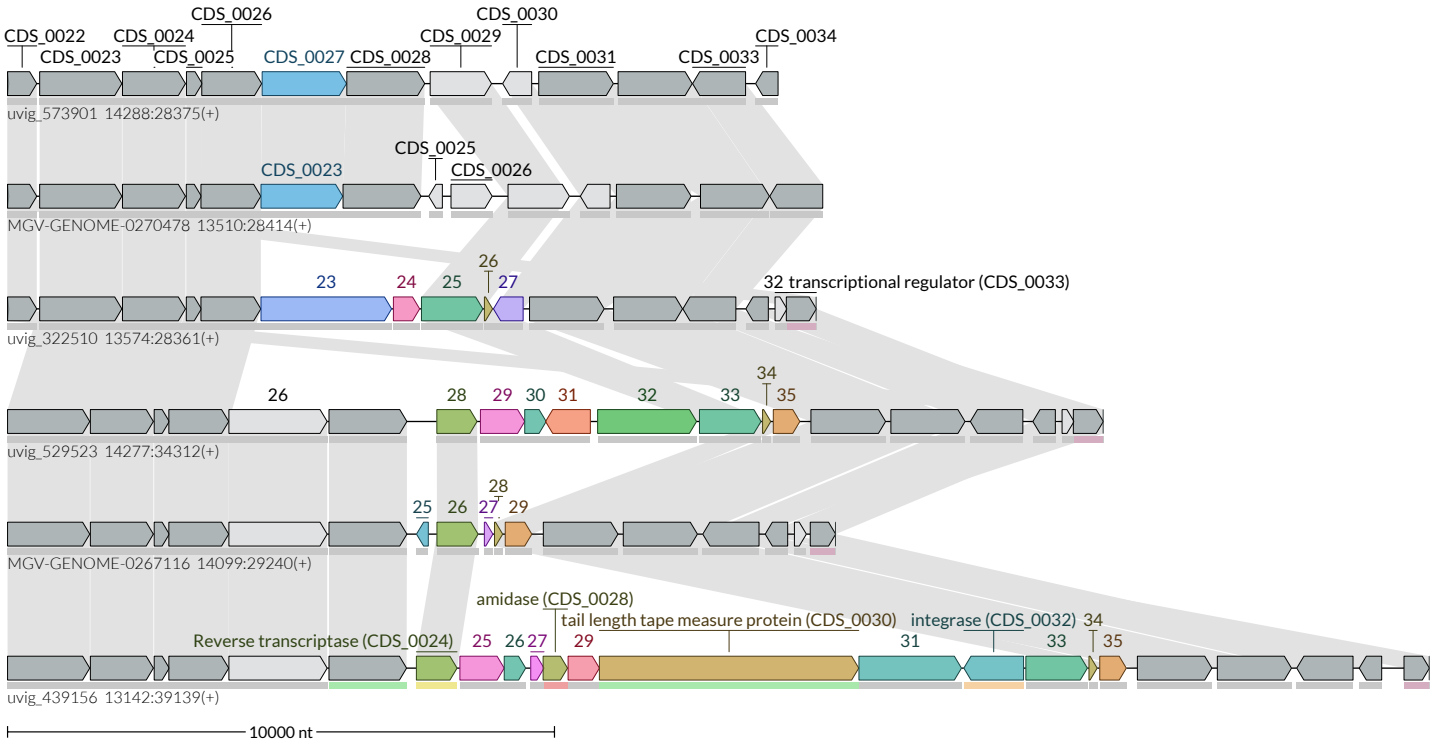 CDS_0026 CDS_0030
CDS_0022 CDS_0024 CDS_0029 CDS_0034
CDS_0023 CDS_0025 CDS_0027 CDS_0028 CDS_0031 CDS_0033
uvig_573901 14288:28375(+)
CDS_0025
CDS_0023 CDS_0026
MGV-GENOME-0270478 13510:28414(+)
26
23 24 25 27 32 transcriptional regulator (CDS_0033)
uvig_322510 13574:28361(+)
34
26 28 29 30 31 32 33 35
uvig_529523 14277:34312(+)
28
25 26 27 29
MGV-GENOME-0267116 14099:29240(+)
amidase (CDS_0028)
tail length tape measure protein (CDS_0030) integrase (CDS_0032) 34
Reverse transcriptase (CDS_0024) 25 26 27 29 31 33 35
uvig_439156 13142:39139(+)
10000 nt